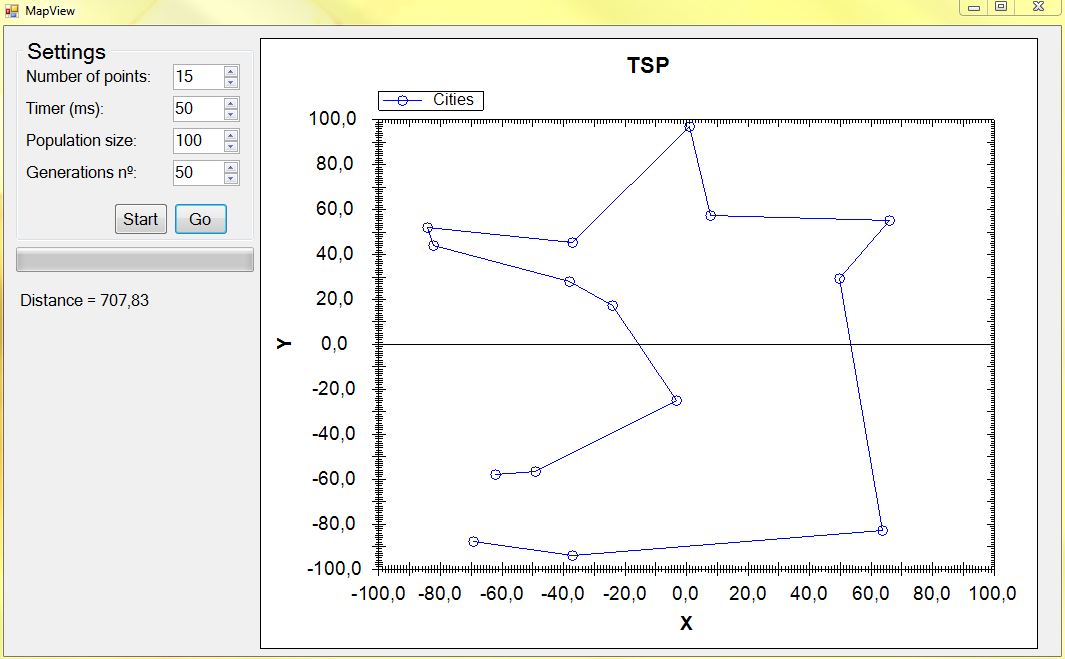 MapView
Settings
Number of points: 15
Timer (ms): 50
Population size: 100
Generations nº: 50
Start Go
Distance = 707,83
TSP
Cities
100,0
80,0
60,0
40,0
20,0
Y 0,0
-20,0
-40,0
-60,0
-80,0
-100,0
-100,0 -80,0 -60,0 -40,0 -20,0 0,0 20,0 40,0 60,0 80,0 100,0
X